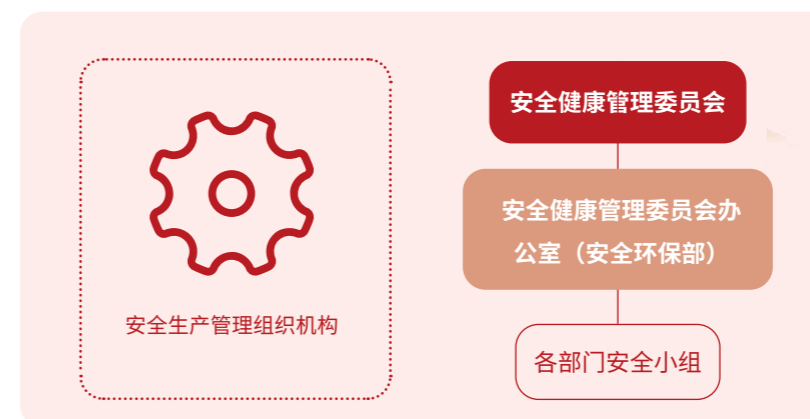 安全健康管理委员会
安全健康管理委员会办
公室（安全环保部）
安全生产管理组织机构
各部门安全小组